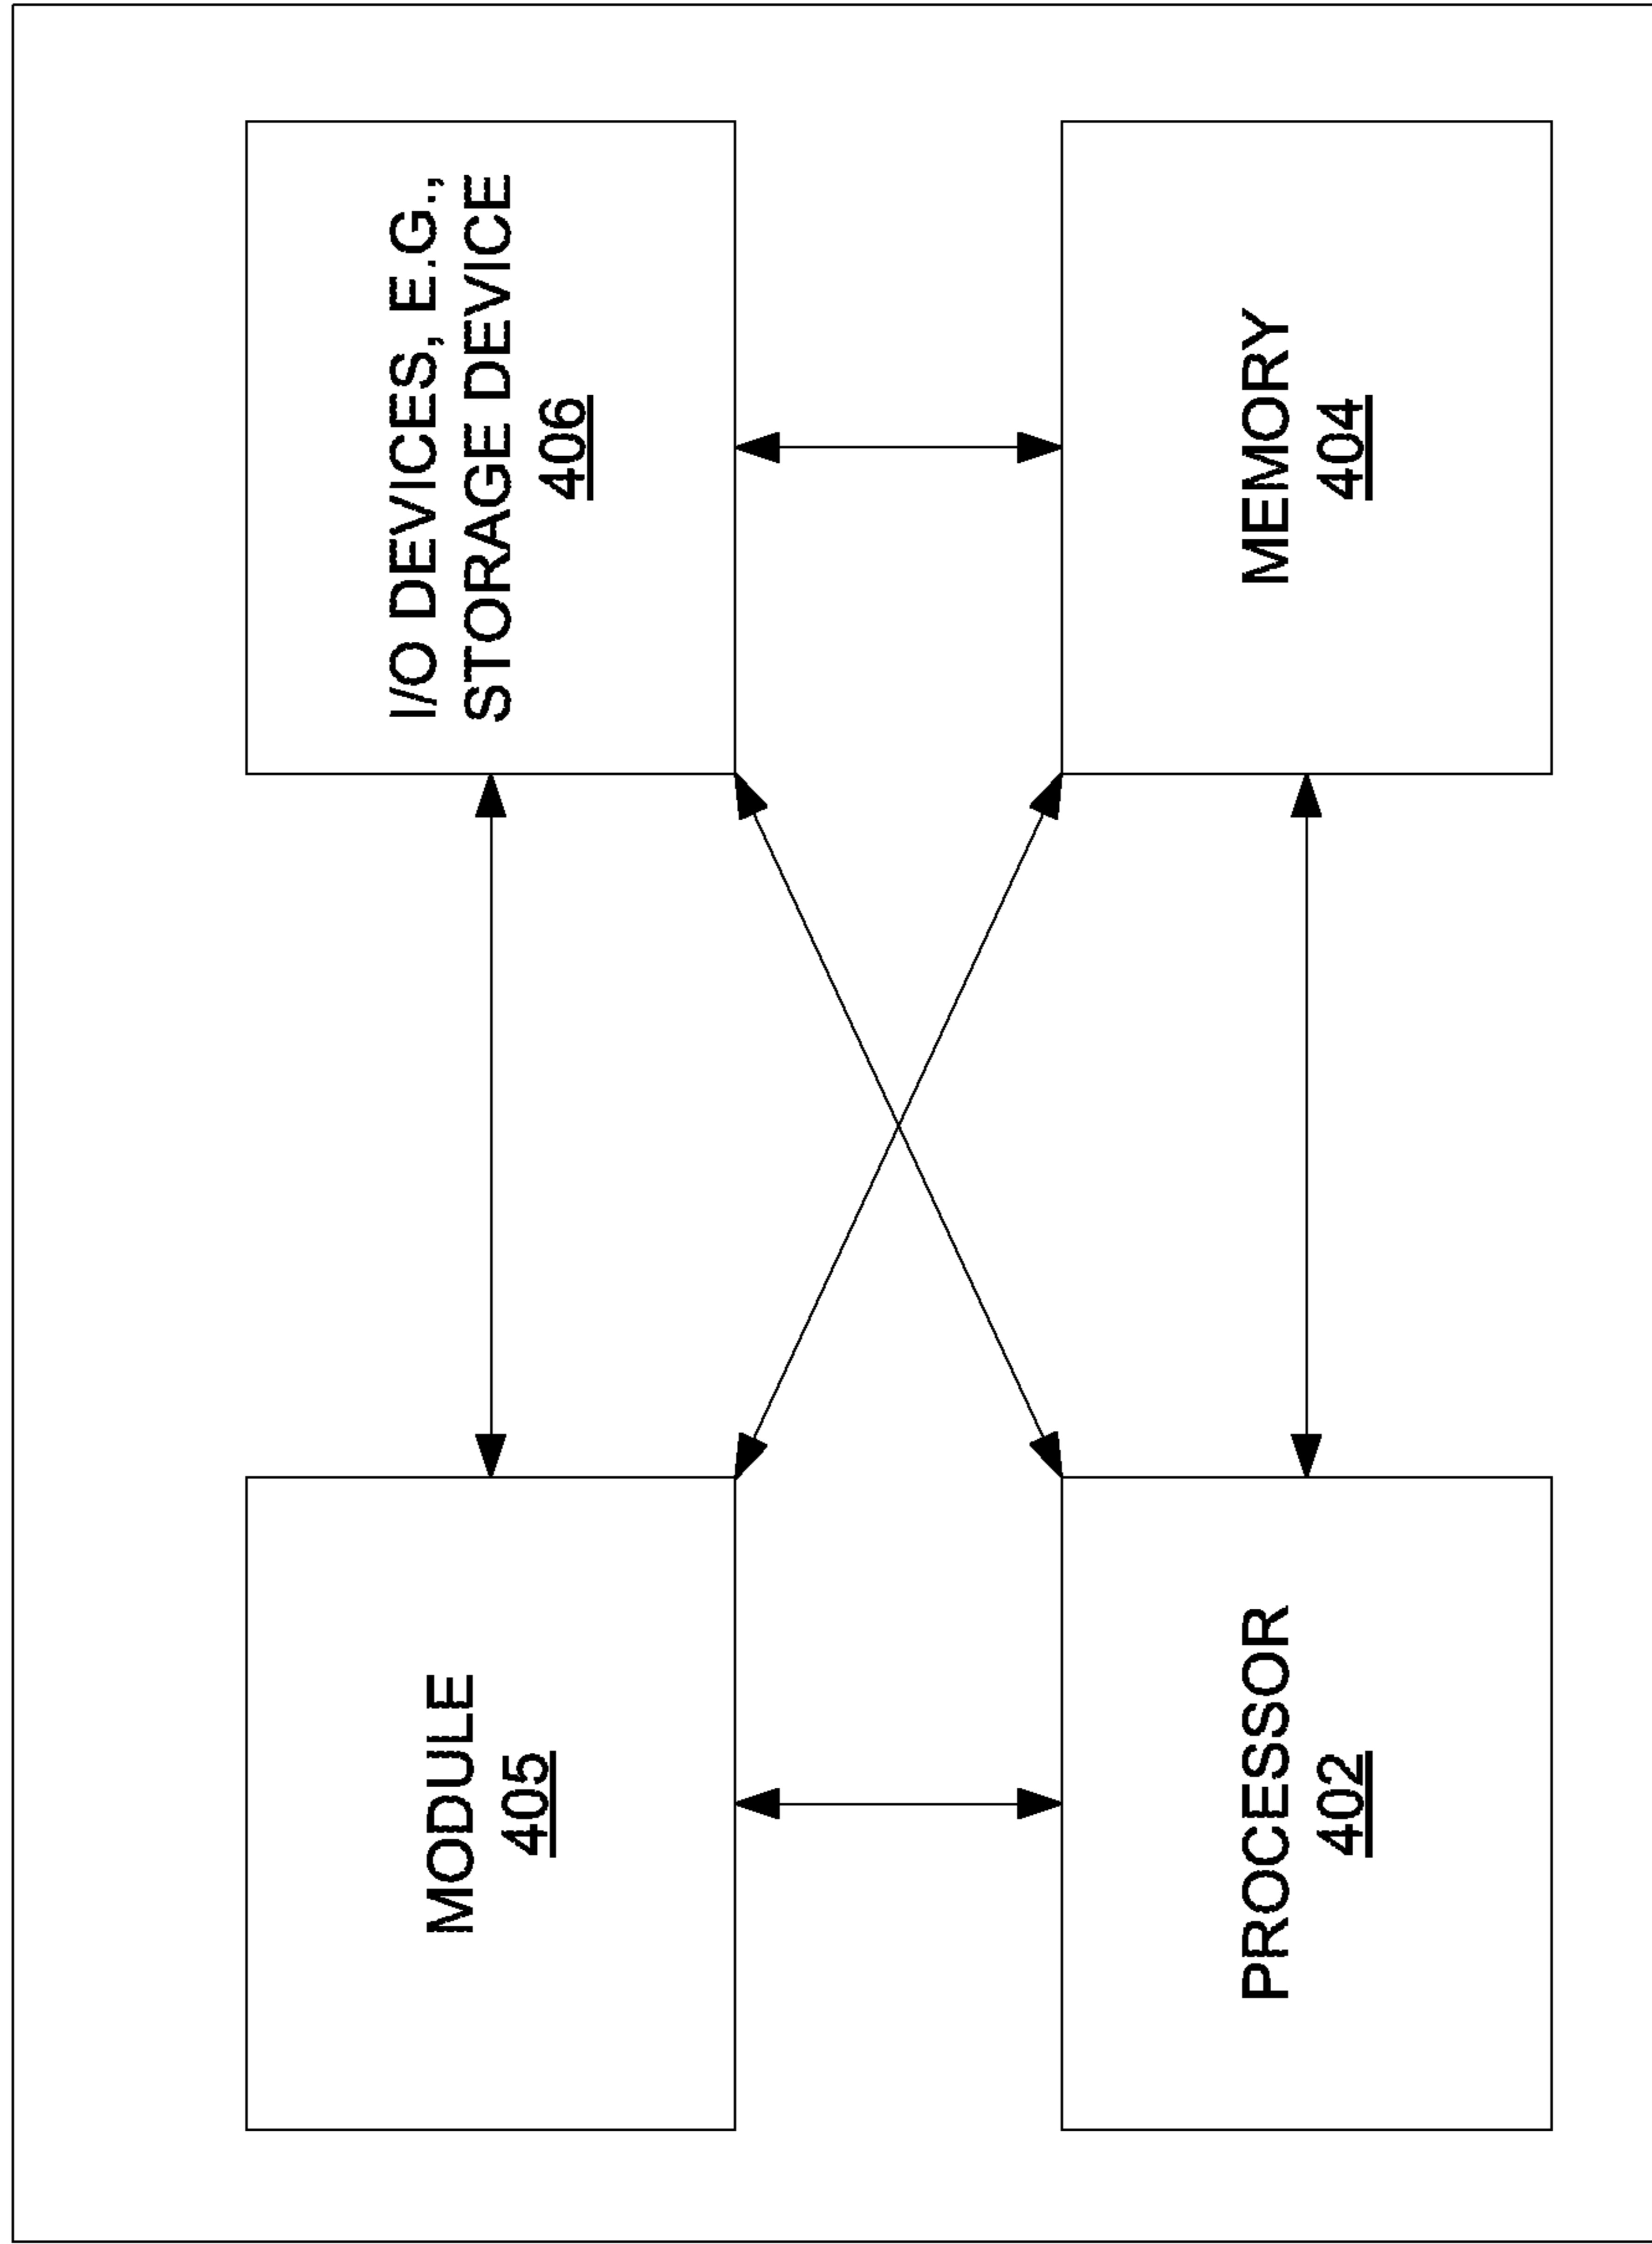 MODULE
405
I/O DEVICES, E.G.,
STORAGE DEVICE
406
PROCESSOR
402
MEMORY
404